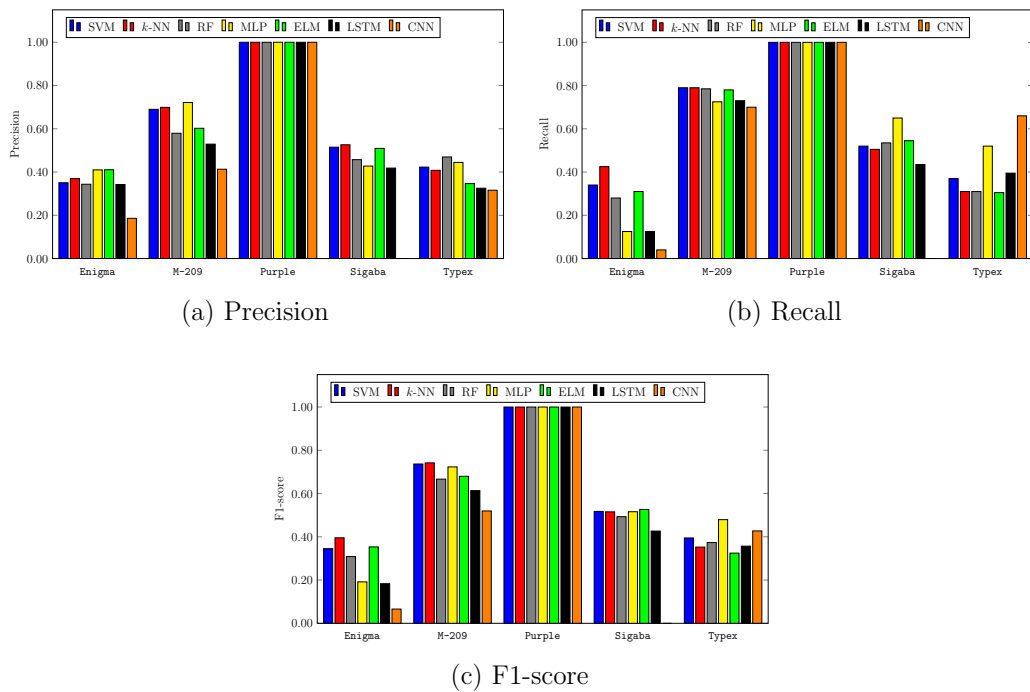 SVM k-NN RF MLP ELM LSTM CNN
1.00
0.80
0.60
0.40
0.20
0.00
Precision
Enigma M-209 Purple Sigaba Typex
(a) Precision
SVM k-NN RF MLP ELM LSTM CNN
1.00
0.80
0.60
0.40
0.20
0.00
Recall
Enigma M-209 Purple Sigaba Typex
(b) Recall
SVM k-NN RF MLP ELM LSTM CNN
1.00
0.80
0.60
0.40
0.20
0.00
F1-score
Enigma M-209 Purple Sigaba Typex
(c) F1-score